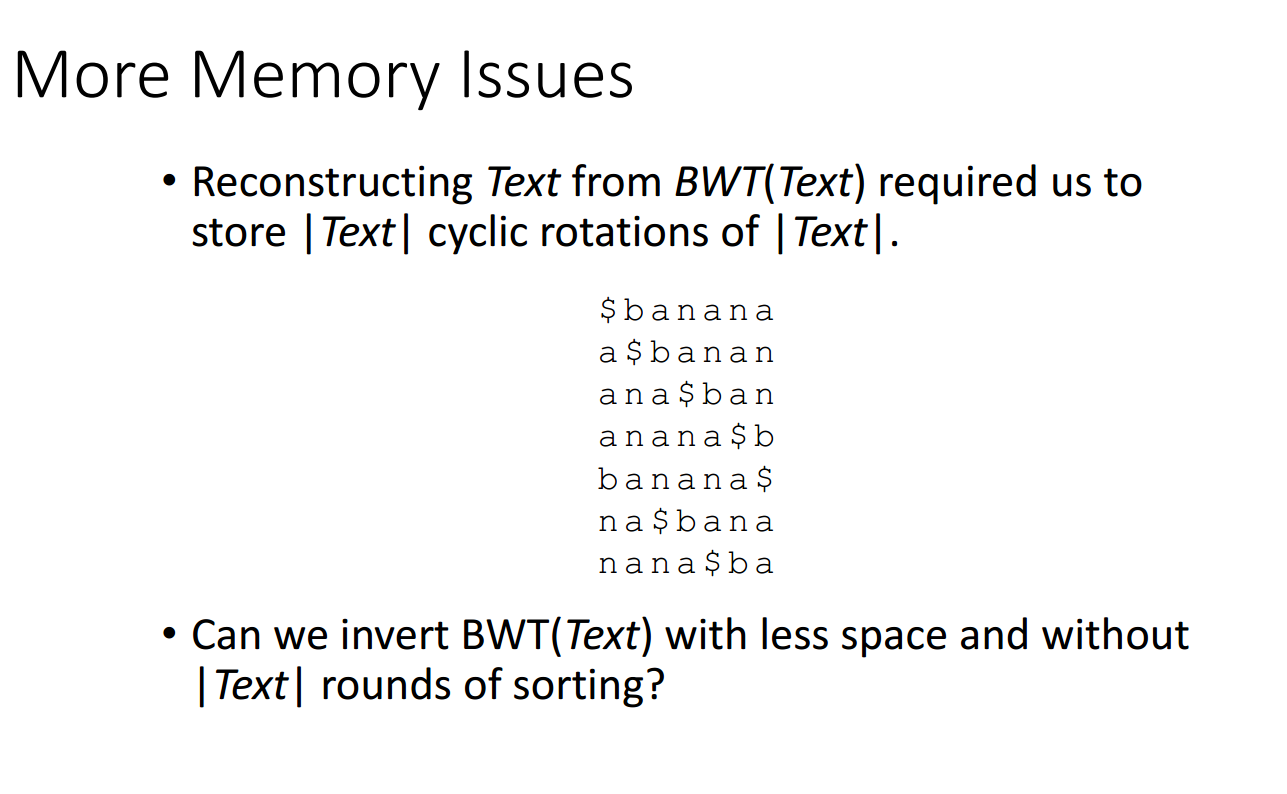 More Memory Issues
• Reconstructing Text from BWT(Text) required us to
store |Text| cyclic rotations of |Text|.
$banana
a$banan
ana$ban
anana$b
banana$
na$bana
nana$ba
• Can we invert BWT(Text) with less space and without
|Text| rounds of sorting?